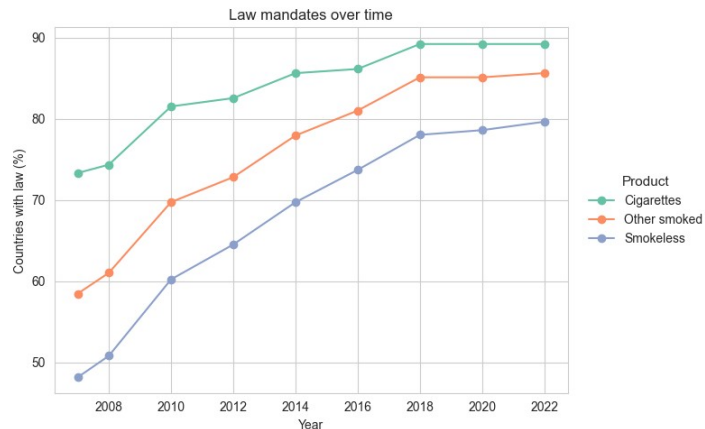 Law mandates over time
90
80
70
60
50
Countries with law (%)
2008 2010 2012 2014 2016 2018 2020 2022
Year
Product
Cigarettes
Other smoked
Smokeless